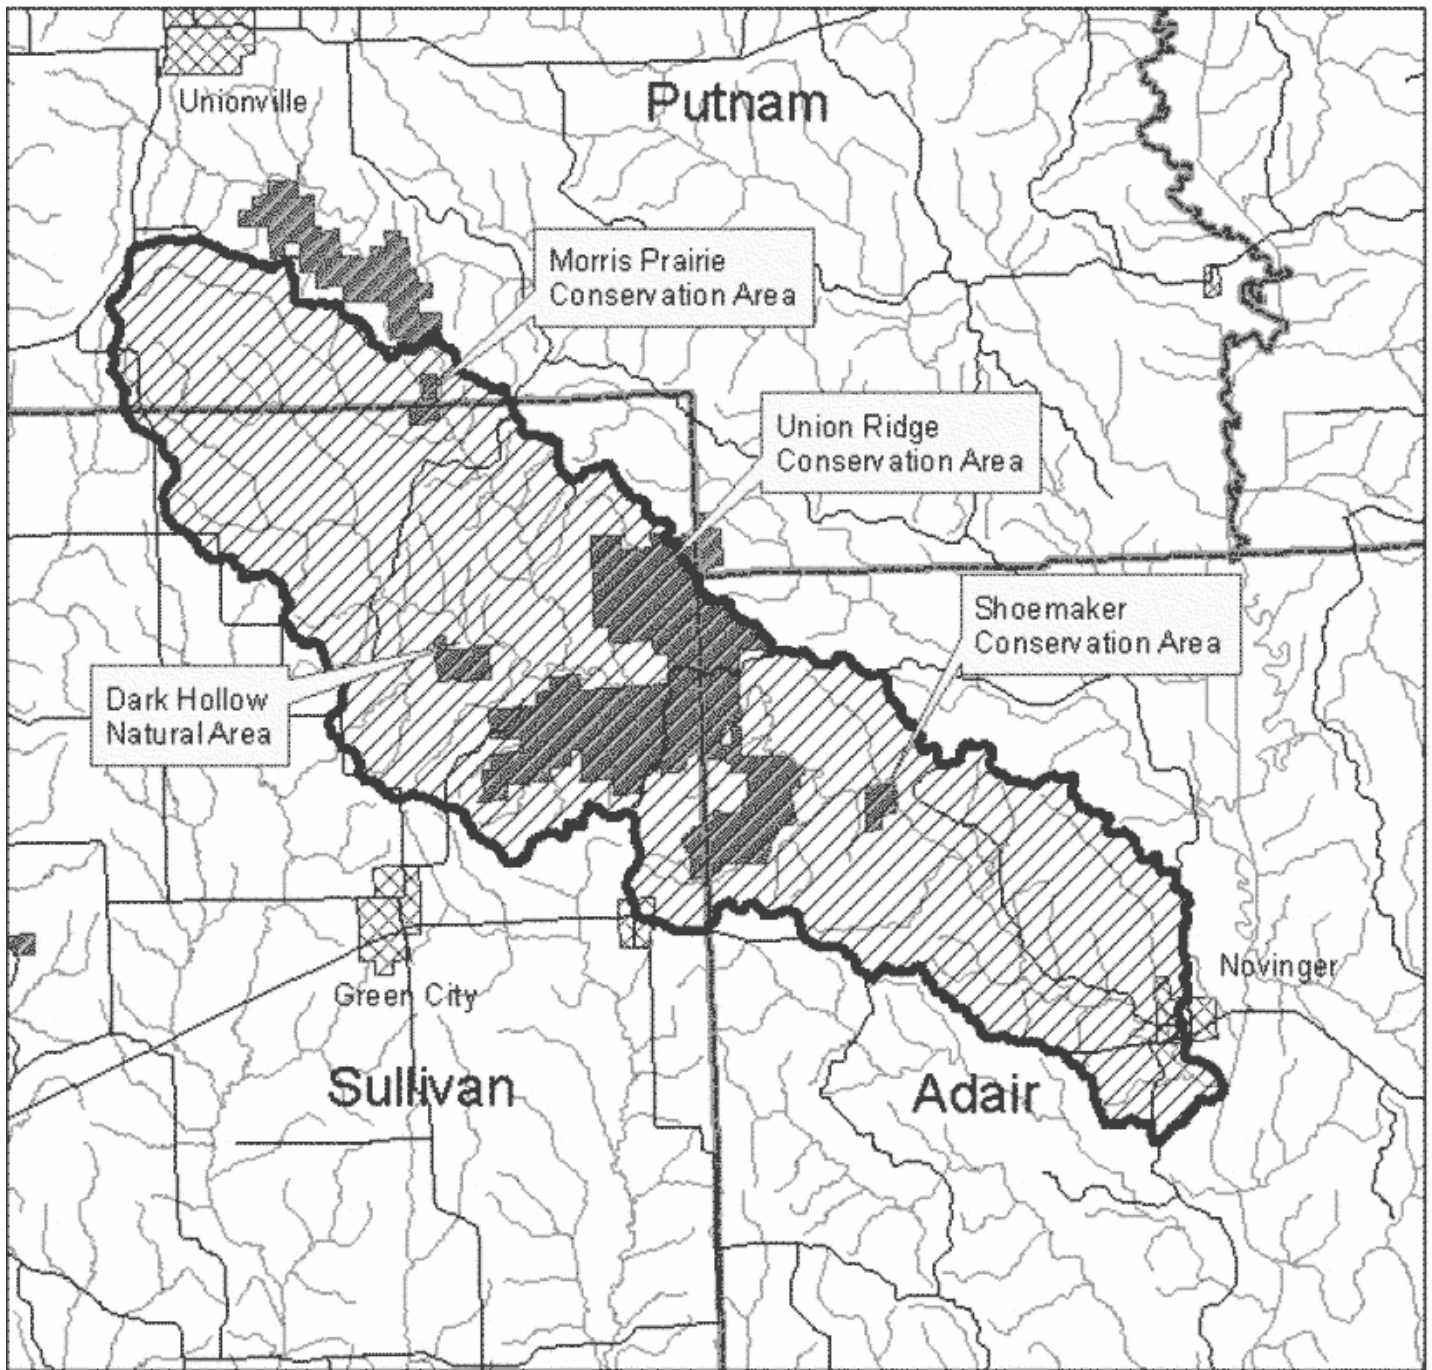 Unionville
Putnam
Morris Prairie
Conservation Area
Union Ridge
Conservation Area
Shoemaker
Conservation Area
Dark Hollow
Natural Area
Novinger
Green City
Sullivan
Adair